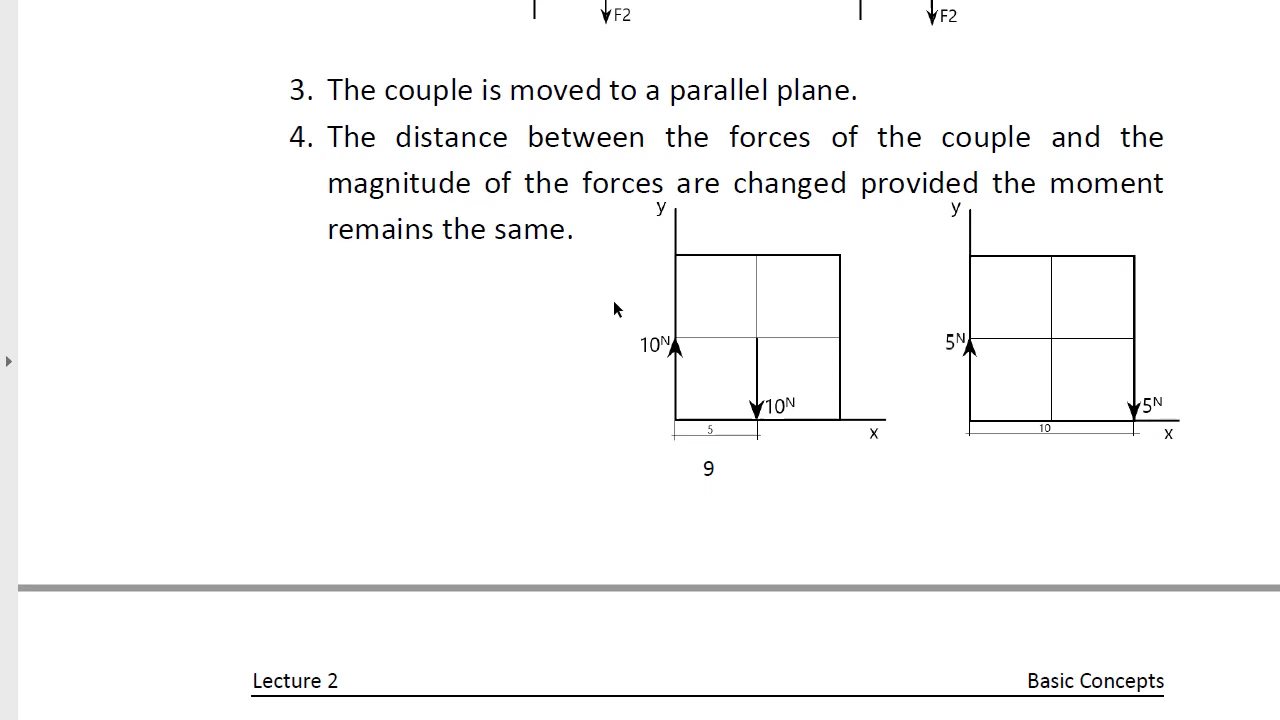 F2 F2
3. The couple is moved to a parallel plane.
4. The distance between the forces of the couple and the
magnitude of the forces are changed provided the moment
remains the same.
y y
10N 5N
10N 5N
5 10
x x
9
Lecture 2 Basic Concepts